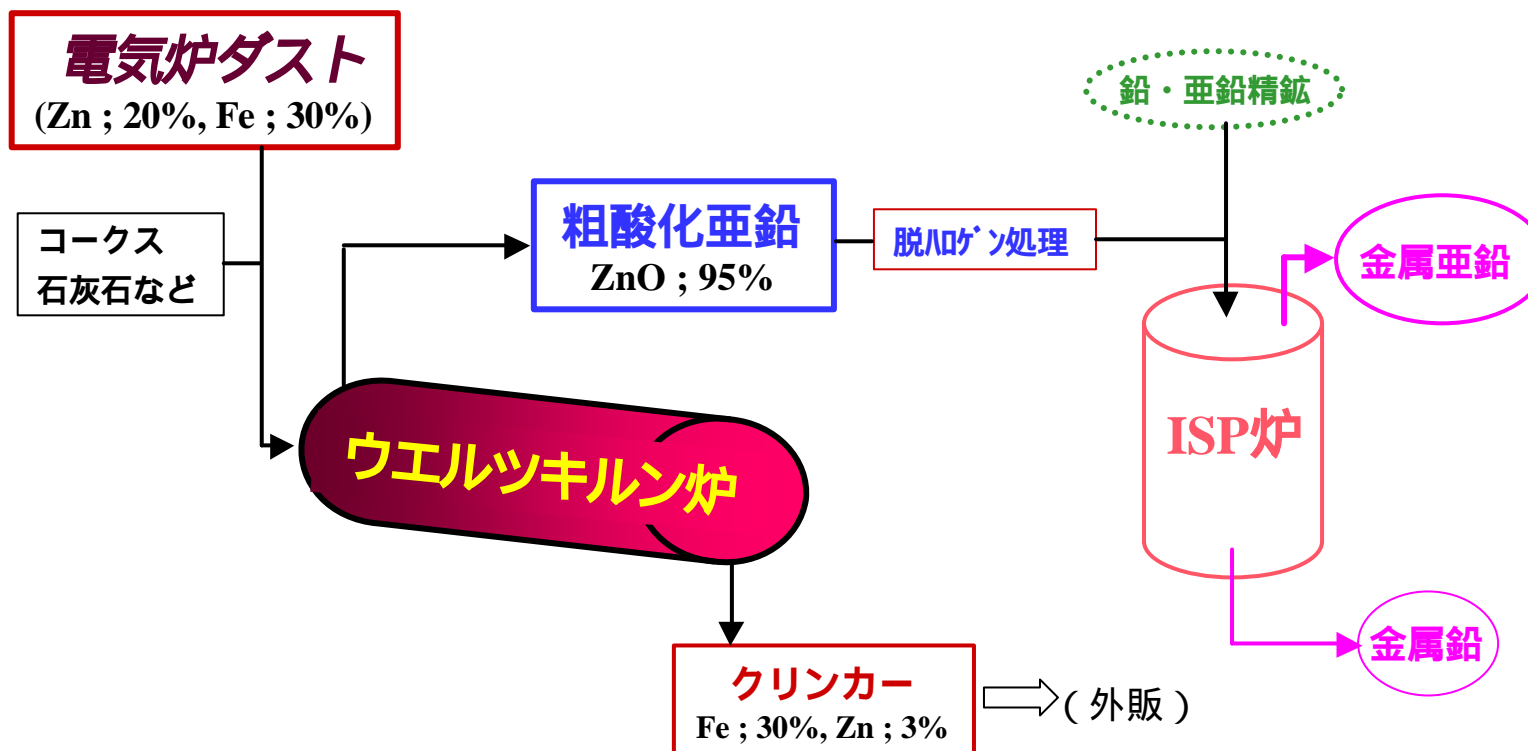 電気炉ダスト
(Zn ; 20%, Fe ; 30%)
コークス
石灰石など
粗酸化亜鉛
ZnO ; 95%
脱ﾊﾛｹﾞﾝ処理
鉛・亜鉛精鉱
金属亜鉛
ISP炉
ウエルツキルン炉
金属鉛
クリンカー
Fe ; 30%, Zn ; 3%
(外販)